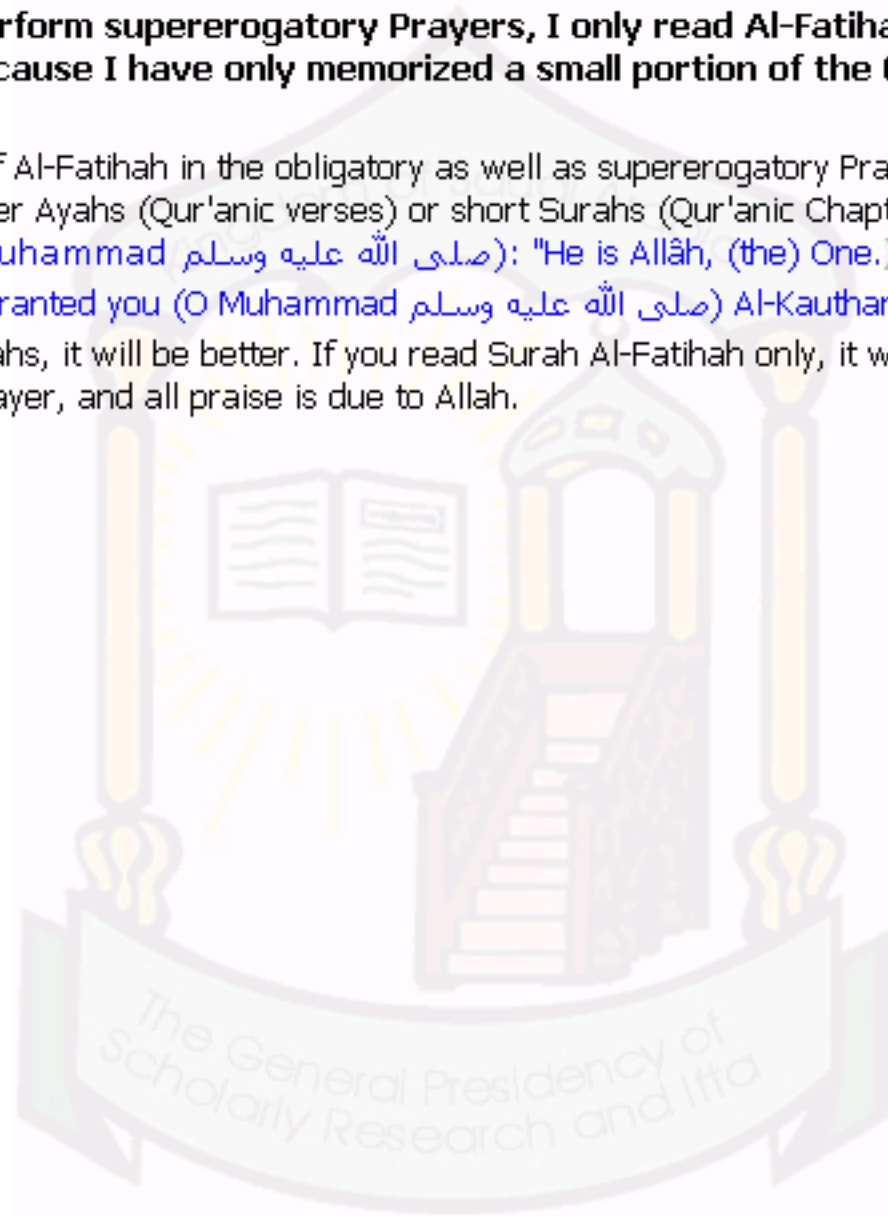 rform supererogatory Prayers, I only read Al-Fatiha
cause I have only memorized a small portion of the
f Al-Fatihah in the obligatory as well as supererogatory Pra
er Ayahs (Qur'anic verses) or short Surahs (Qur'anic Chapt
uhammad صلى الله عليه وسلم): "He is Allâh, (the) One.
ranted you (O Muhammad صلى الله عليه وسلم) Al-Kauthar
ahs, it will be better. If you read Surah Al-Fatihah only, it w
ayer, and all praise is due to Allah.
The General Presidency of
Scholarly Research and Ifta